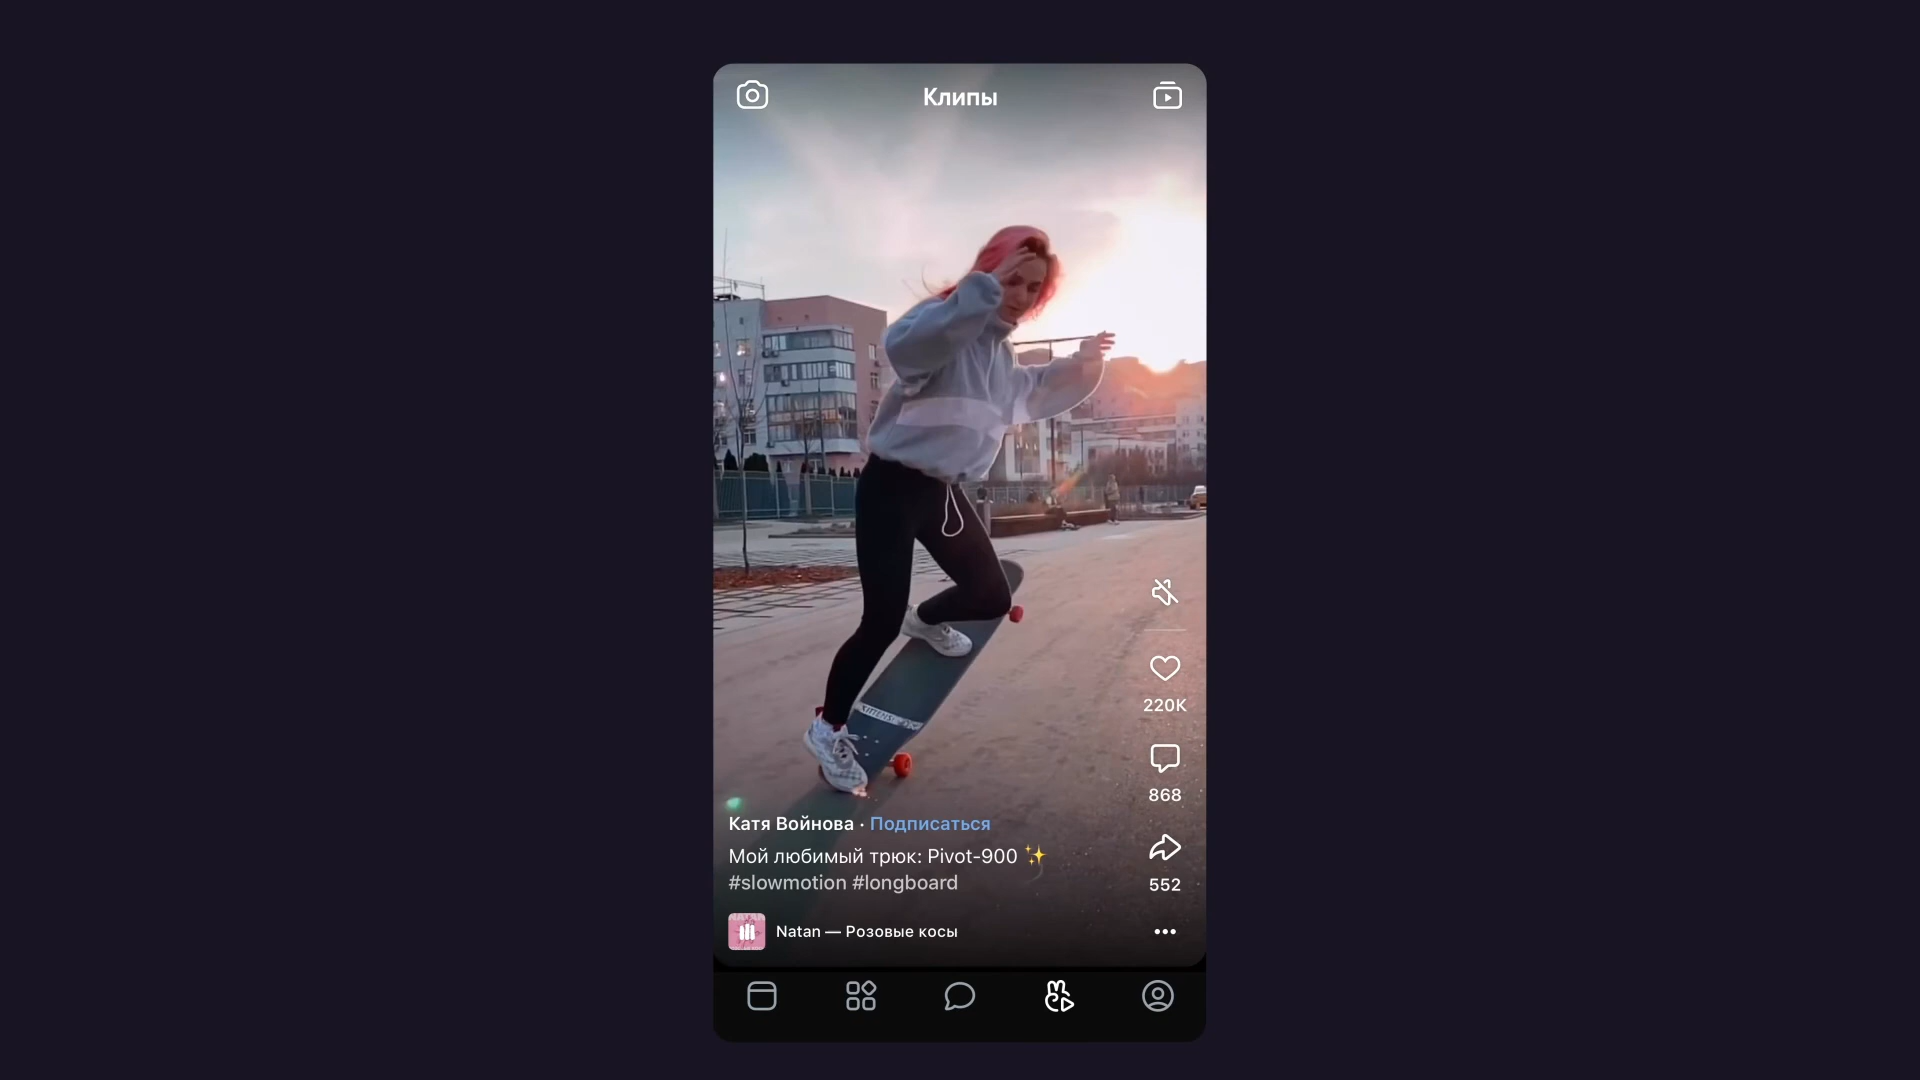 Клипы
220K
868
Катя Войнова · Подписаться
Мой любимый трюк: Pivot-900 ✨
#slowmotion #longboard
552
Natan — Розовые косы